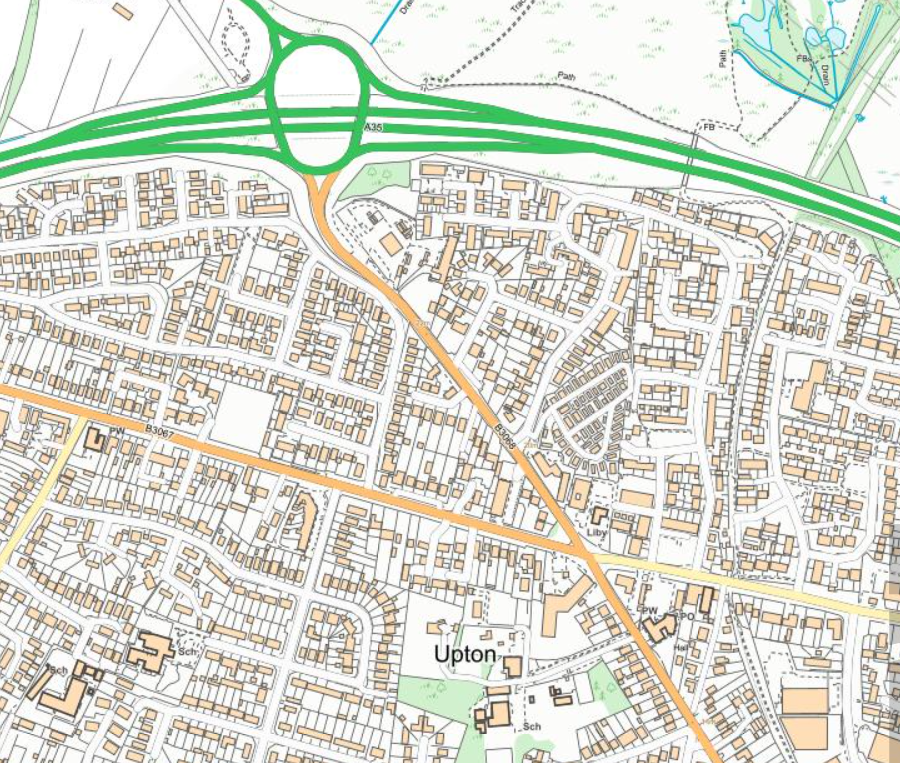 Drain
Track
Path
Path
FBs
Drain
FB
A35
B3067
PW
B3068
Liby
PW
PO
Hall
Upton
Sch
Sch
Sch